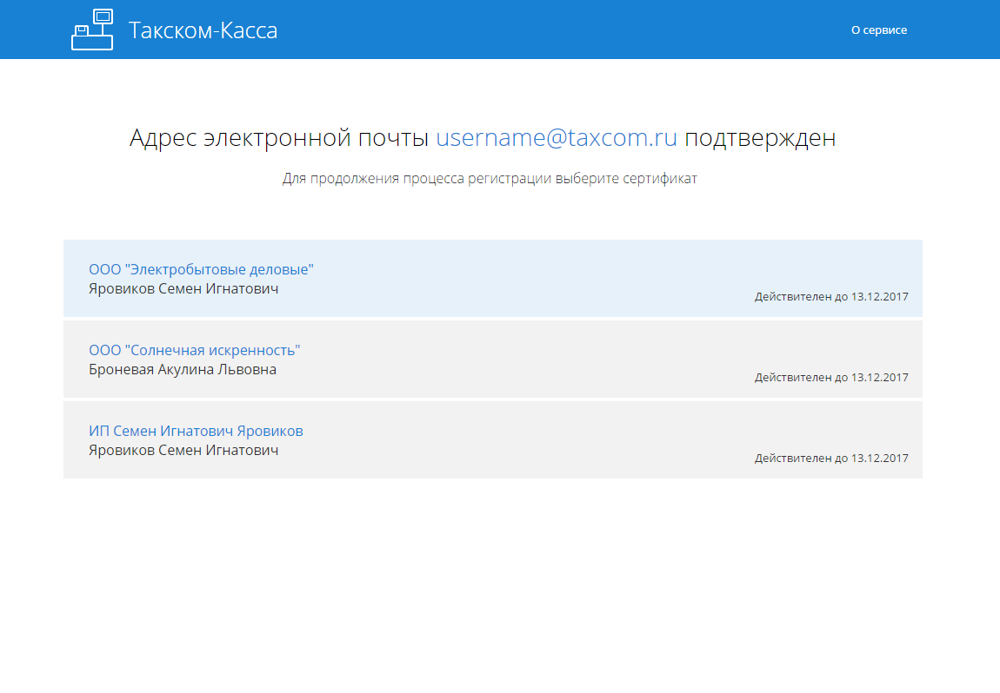 Такском-Касса
О сервисе
Адрес электронной почты username@taxcom.ru подтвержден
Для продолжения процесса регистрации выберите сертификат
ООО "Электробытовые деловые"
Яровиков Семен Игнатович
Действителен до 13.12.2017
ООО "Солнечная искренность"
Броневая Акулина Львовна
Действителен до 13.12.2017
ИП Семен Игнатович Яровиков
Яровиков Семен Игнатович
Действителен до 13.12.2017